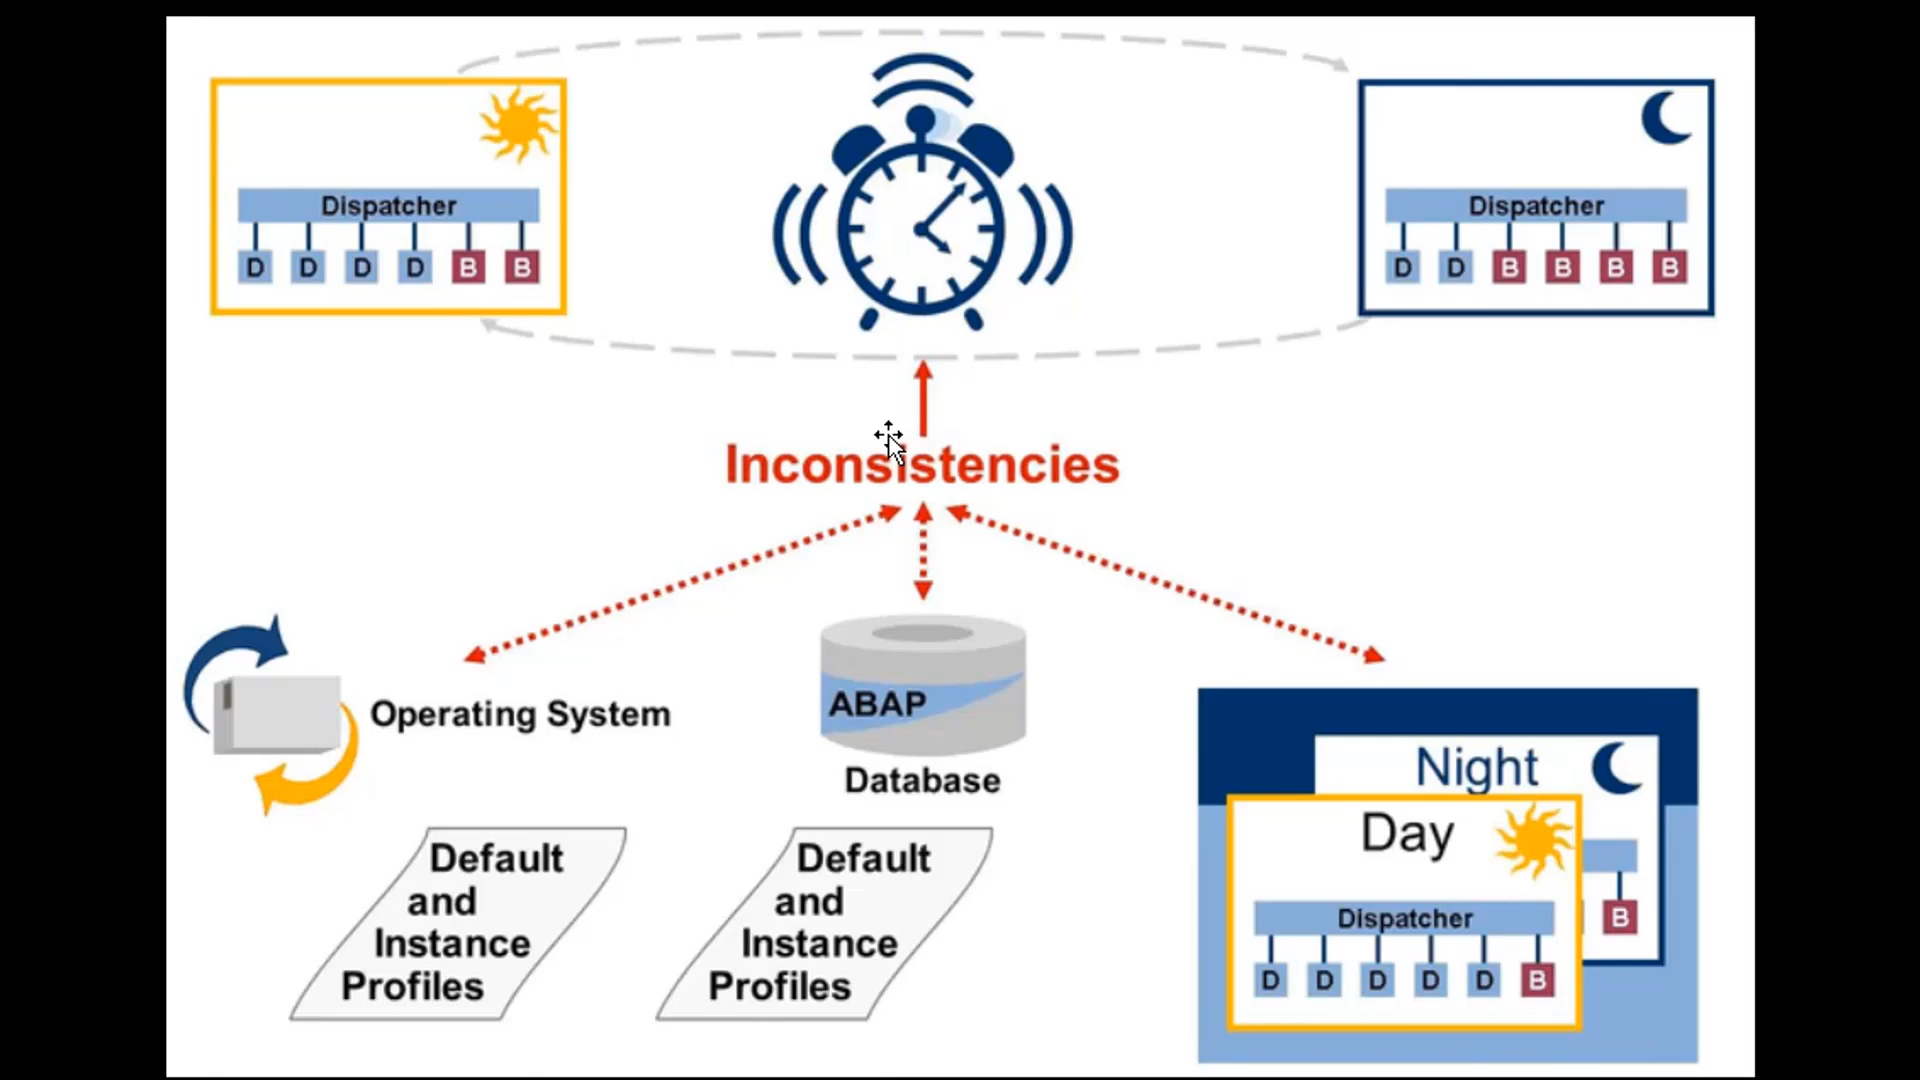 Dispatcher
D D D D B B
Dispatcher
D D B B B B
Inconsistencies
Operating System
ABAP
Database
Default
and
Instance
Profiles
Default
and
Instance
Profiles
Night
B
Day
Dispatcher
D D D D D B